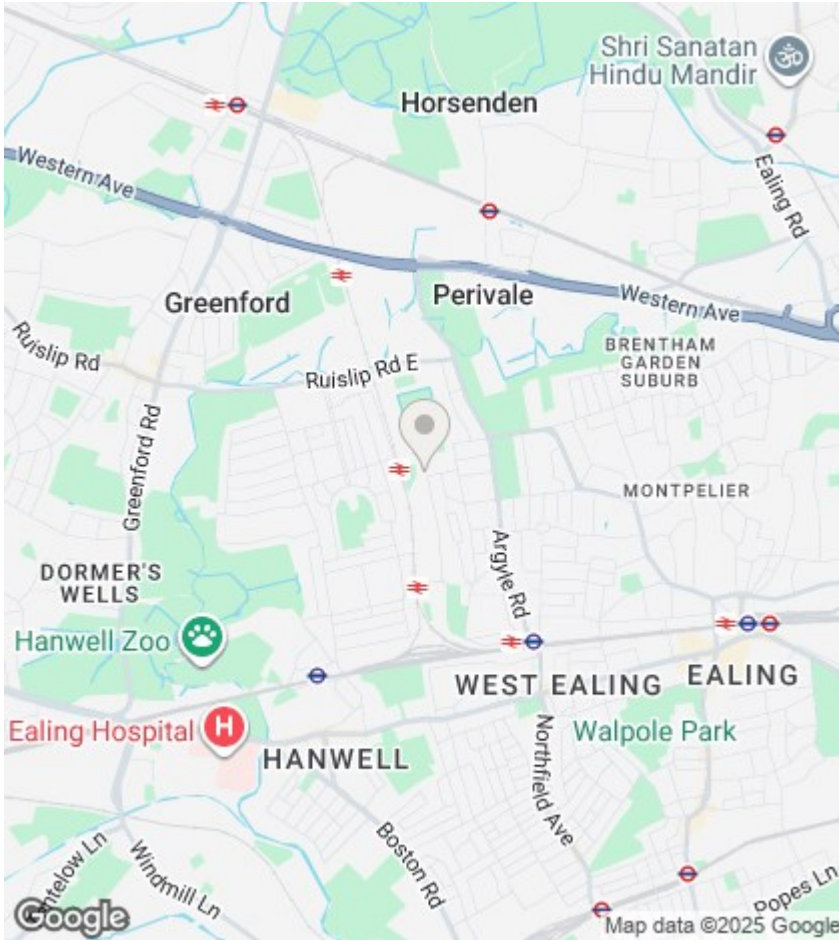 Shri Sanatan
Hindu Mandir
Horsenden
Western Ave
Ealing Rd
Greenford
Perivale
Western Ave
Ruislip Rd
BRENTHAM
GARDEN
SUBURB
Ruislip Rd E
Greenford Rd
MONTPELIER
Argyle Rd
DORMER'S
WELLS
Hanwell Zoo
WEST EALING
EALING
Ealing Hospital
H
HANWELL
Walpole Park
Northfield Ave
Boston Rd
Windmill Ln
Popes Ln
Google
Map data ©2025 Google